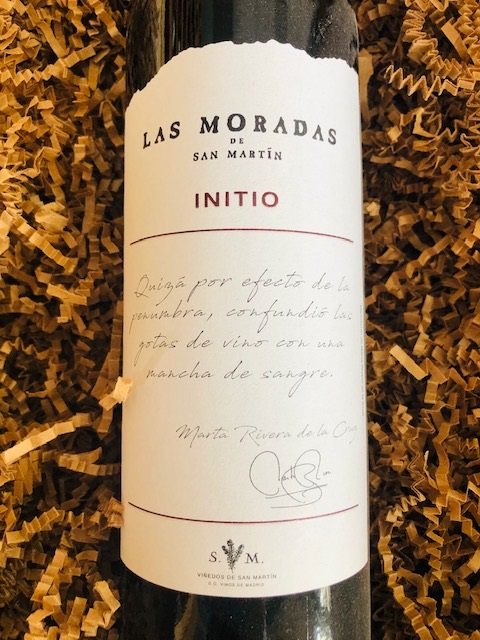 LAS MORADAS
DE
SAN MARTÍN
INITIO
Quizá por efecto de la
penumbra, confundió las
gotas de vino con una
mancha de sangre.
Marta Rivera de la Cruz
S. M.
VIÑEDOS DE SAN MARTÍN
D.O. VINOS DE MADRID